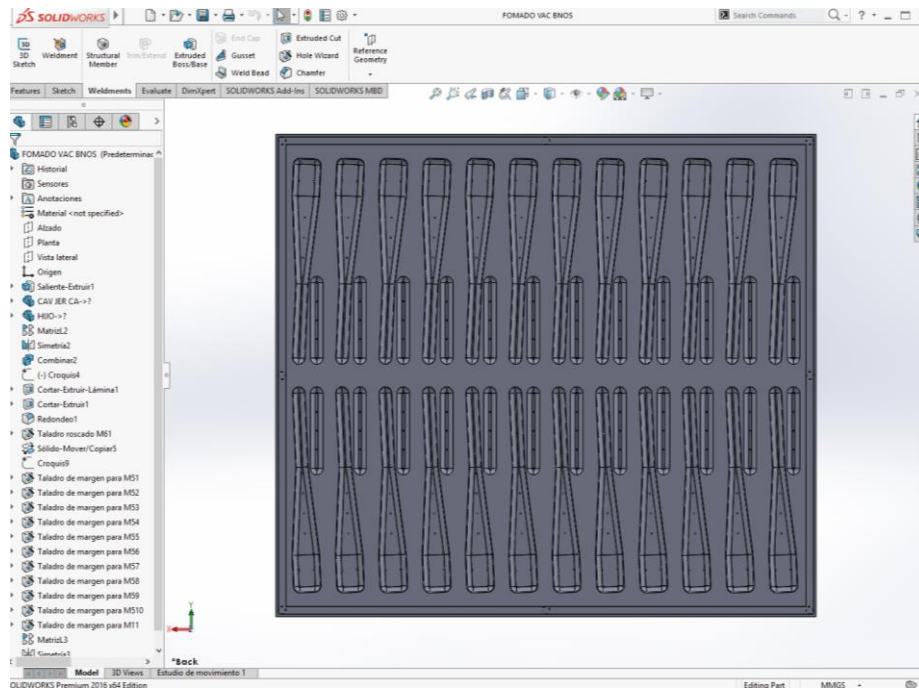 SOLIDWORKS
FOMADO VAC BNOS
Search Commands
3D Sketch
Weldment
Structural Member
Trim/Extend
Extruded Boss/Base
End Cap
Gusset
Weld Bead
Extruded Cut
Hole Wizard
Chamfer
Reference Geometry
Features Sketch Weldments Evaluate DimXpert SOLIDWORKS Add-Ins SOLIDWORKS MBD
FOMADO VAC BNOS (Predeterminac
Historial
Sensores
Anotaciones
Material <not specified>
Alzado
Planta
Vista lateral
Origen
Saliente-Extruir1
CAV JER CA->?
HIJO->?
MatrizL2
Simetría2
Combinar2
(-) Croquis4
Cortar-Extruir-Lámina1
Cortar-Extruir1
Redondeo1
Taladro roscado M61
Sólido-Mover/Copiar5
Croquis9
Taladro de margen para M51
Taladro de margen para M52
Taladro de margen para M53
Taladro de margen para M54
Taladro de margen para M55
Taladro de margen para M56
Taladro de margen para M57
Taladro de margen para M58
Taladro de margen para M59
Taladro de margen para M510
Taladro de margen para M11
MatrizL3
Simetría3
Y
*Back
Model 3D Views Estudio de movimiento 1
SOLIDWORKS Premium 2016 x64 Edition
Editing Part
MMGS